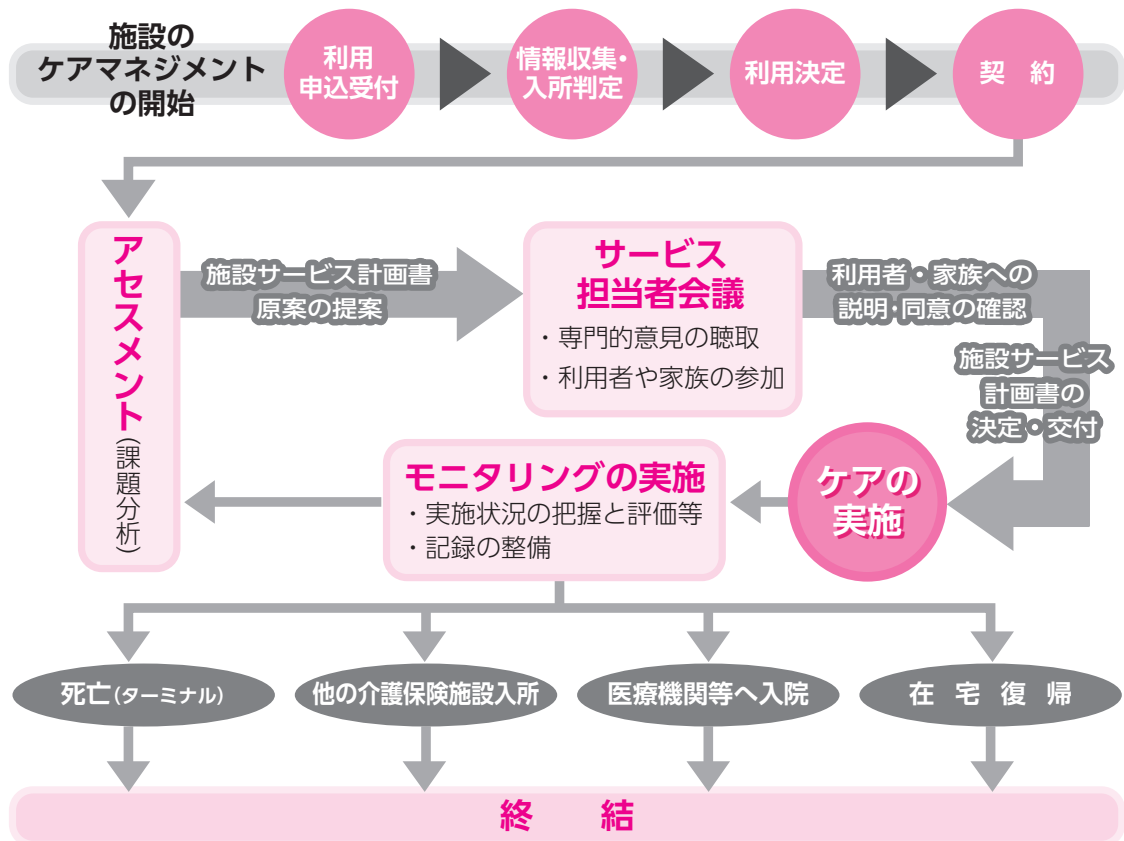 施設の
ケアマネジメント
の開始
利用
申込受付
情報収集・
入所判定
利用決定
契 約
アセスメント(課題分析)
施設サービス計画書
原案の提案
サービス
担当者会議
・専門的意見の聴取
・利用者や家族の参加
利用者・家族への
説明・同意の確認
施設サービス
計画書の
決定・交付
ケアの
実施
モニタリングの実施
・実施状況の把握と評価等
・記録の整備
死亡(ターミナル)
他の介護保険施設入所
医療機関等へ入院
在 宅 復 帰
終 結